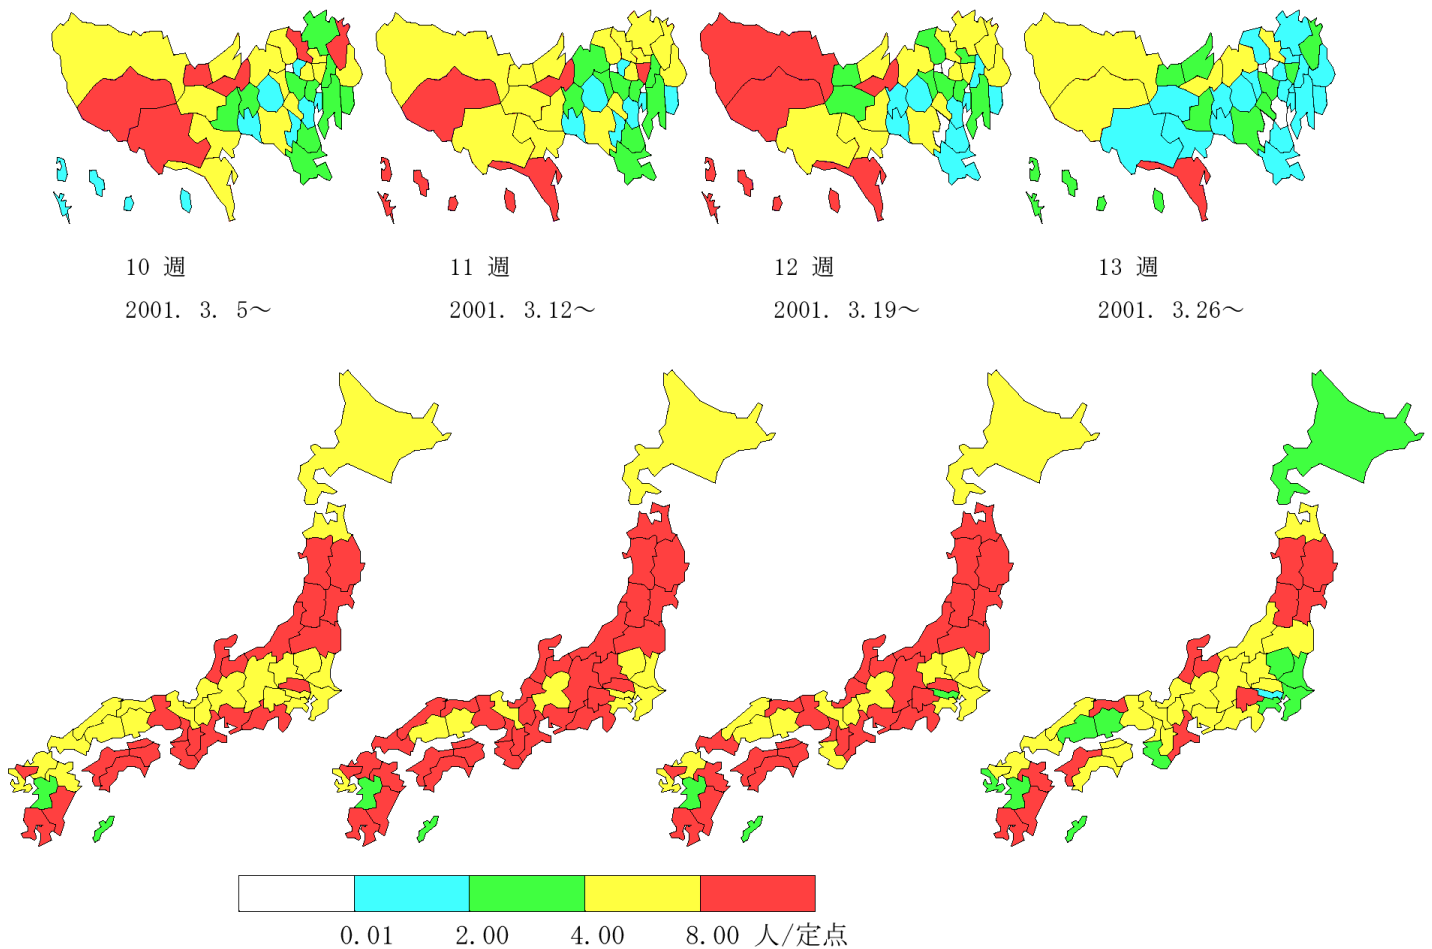 10 週 11 週 12 週 13 週
2001. 3. 5～ 2001. 3.12～ 2001. 3.19～ 2001. 3.26～
0.01 2.00 4.00 8.00 人/定点